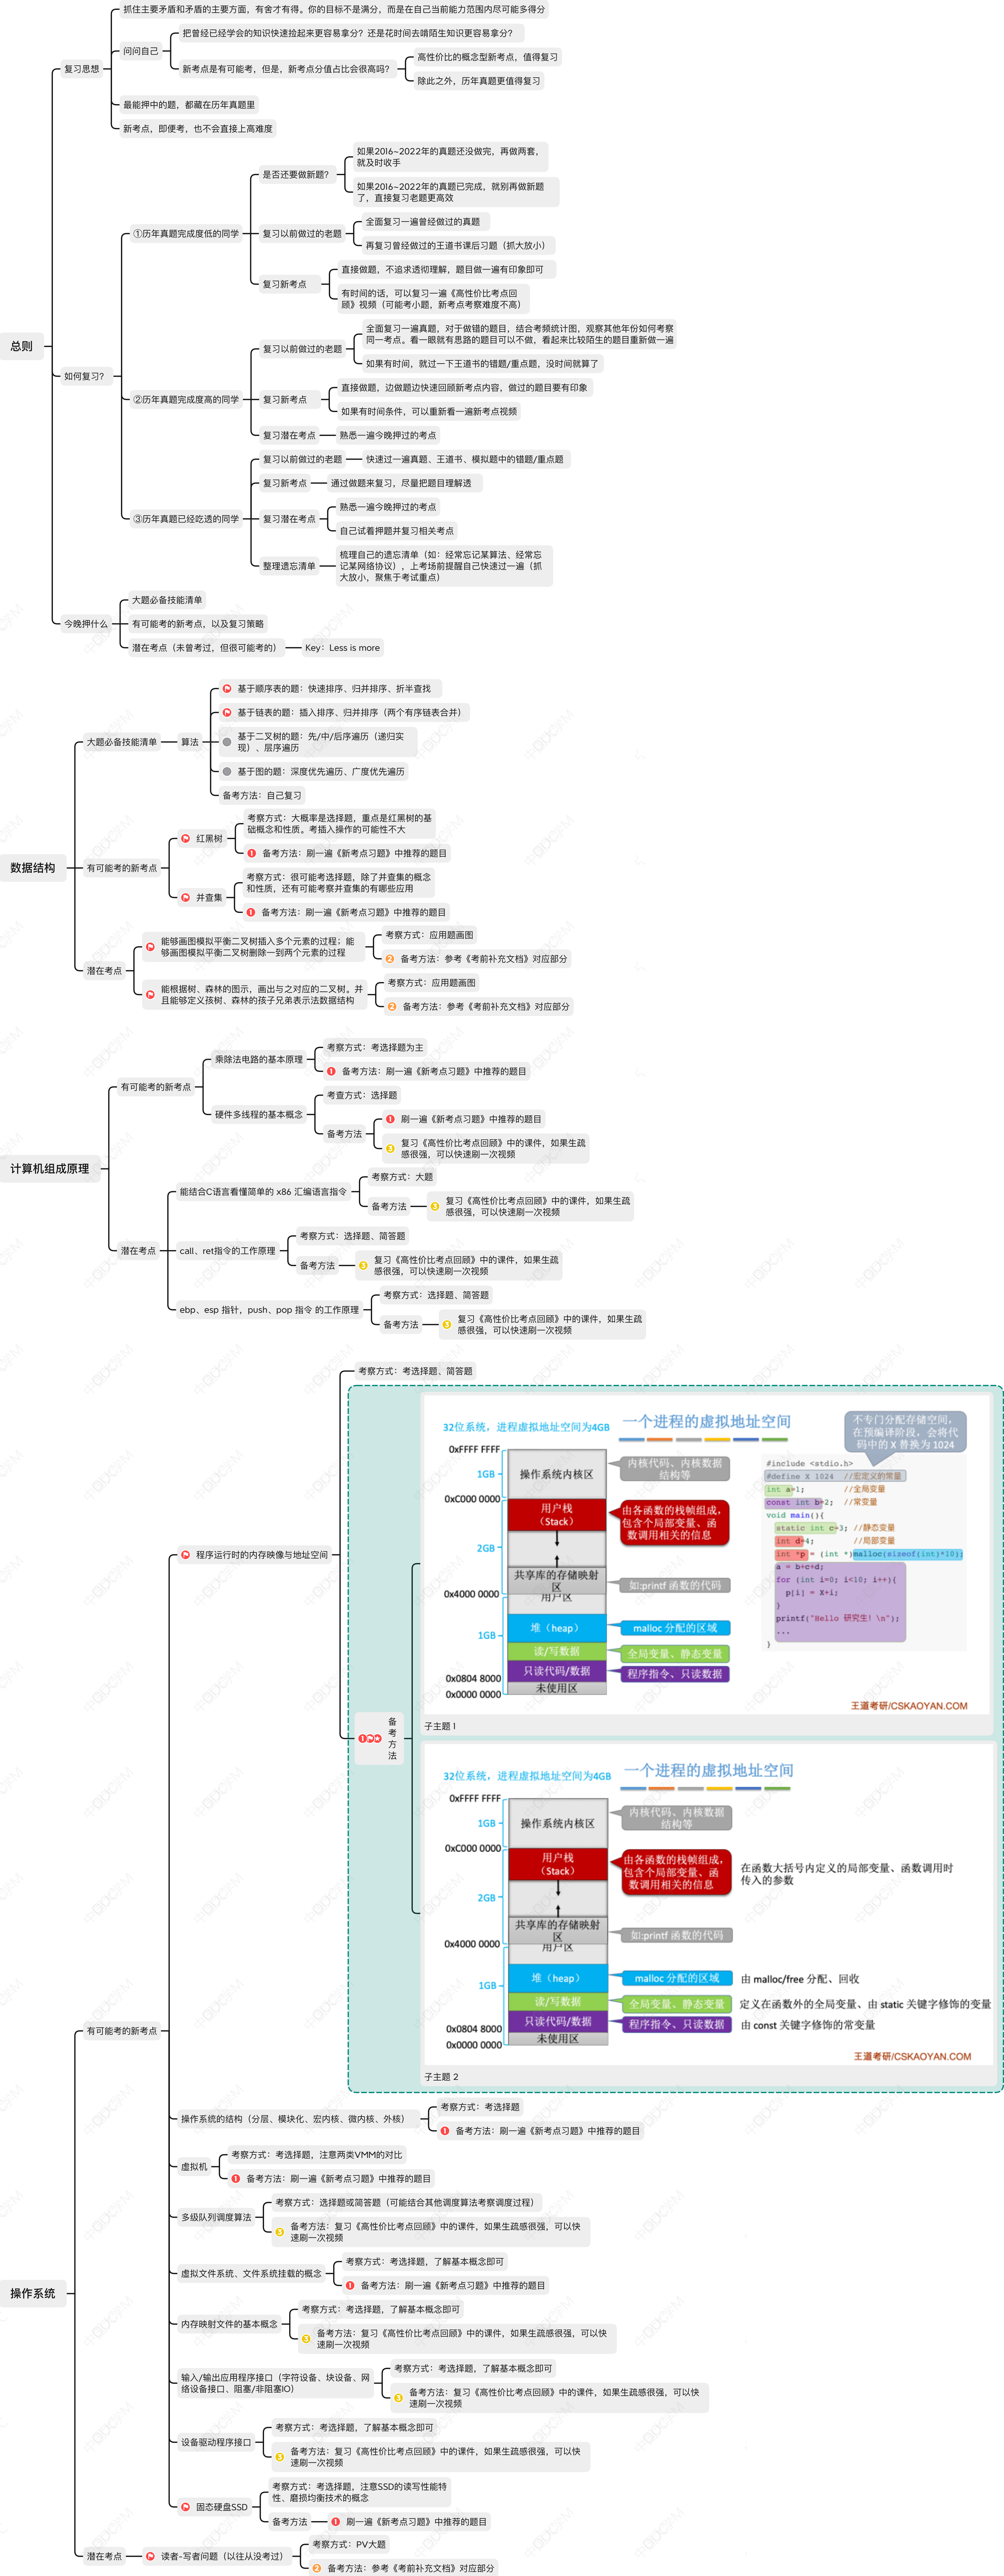 总则
复习思想
抓住主要矛盾和矛盾的主要方面，有舍才有得。你的目标不是满分，而是在自己当前能力范围内尽可能多得分
问问自己
把曾经已经学会的知识快速捡起来更容易拿分？还是花时间去啃陌生知识更容易拿分？
新考点是有可能考，但是，新考点分值占比会很高吗？
高性价比的概念型新考点，值得复习
除此之外，历年真题更值得复习
最能押中的题，都藏在历年真题里
新考点，即便考，也不会直接上高难度
如何复习？
①历年真题完成度低的同学
是否还要做新题？
如果2016~2022年的真题还没做完，再做两套，
就及时收手
如果2016~2022年的真题已完成，就别再做新题
了，直接复习老题更高效
复习以前做过的老题
全面复习一遍曾经做过的真题
再复习曾经做过的王道书课后习题（抓大放小）
复习新考点
直接做题，不追求透彻理解，题目做一遍有印象即可
有时间的话，可以复习一遍《高性价比考点回
顾》视频（可能考小题，新考点考察难度不高）
②历年真题完成度高的同学
复习以前做过的老题
全面复习一遍真题，对于做错的题目，结合考频统计图，观察其他年份如何考察
同一考点。看一眼就有思路的题目可以不做，看起来比较陌生的题目重新做一遍
如果有时间，就过一下王道书的错题/重点题，没时间就算了
复习新考点
直接做题，边做题边快速回顾新考点内容，做过的题目要有印象
如果有时间条件，可以重新看一遍新考点视频
复习潜在考点
熟悉一遍今晚押过的考点
③历年真题已经吃透的同学
复习以前做过的老题
快速过一遍真题、王道书、模拟题中的错题/重点题
复习新考点
通过做题来复习，尽量把题目理解透
复习潜在考点
熟悉一遍今晚押过的考点
自己试着押题并复习相关考点
整理遗忘清单
梳理自己的遗忘清单（如：经常忘记某算法、经常忘
记某网络协议），上考场前提醒自己快速过一遍（抓
大放小，聚焦于考试重点）
今晚押什么
大题必备技能清单
有可能考的新考点，以及复习策略
潜在考点（未曾考过，但很可能考的）
Key：Less is more
数据结构
大题必备技能清单
算法
基于顺序表的题：快速排序、归并排序、折半查找
基于链表的题：插入排序、归并排序（两个有序链表合并）
基于二叉树的题：先/中/后序遍历（递归实
现）、层序遍历
基于图的题：深度优先遍历、广度优先遍历
备考方法：自己复习
有可能考的新考点
红黑树
考察方式：大概率是选择题，重点是红黑树的基
础概念和性质。考插入操作的可能性不大
1 备考方法：刷一遍《新考点习题》中推荐的题目
并查集
考察方式：很可能考选择题，除了并查集的概念
和性质，还有可能考察并查集的有哪些应用
1 备考方法：刷一遍《新考点习题》中推荐的题目
潜在考点
能够画图模拟平衡二叉树插入多个元素的过程；能
够画图模拟平衡二叉树删除一到两个元素的过程
考察方式：应用题画图
2 备考方法：参考《考前补充文档》对应部分
能根据树、森林的图示，画出与之对应的二叉树。并
且能够定义孩树、森林的孩子兄弟表示法数据结构
考察方式：应用题画图
2 备考方法：参考《考前补充文档》对应部分
计算机组成原理
有可能考的新考点
乘除法电路的基本原理
考察方式：考选择题为主
1 备考方法：刷一遍《新考点习题》中推荐的题目
硬件多线程的基本概念
考查方式：选择题
备考方法
1 刷一遍《新考点习题》中推荐的题目
3 复习《高性价比考点回顾》中的课件，如果生疏
感很强，可以快速刷一次视频
潜在考点
能结合C语言看懂简单的 x86 汇编语言指令
考察方式：大题
备考方法
3 复习《高性价比考点回顾》中的课件，如果生疏
感很强，可以快速刷一次视频
call、ret指令的工作原理
考察方式：选择题、简答题
备考方法
3 复习《高性价比考点回顾》中的课件，如果生疏
感很强，可以快速刷一次视频
ebp、esp 指针，push、pop 指令 的工作原理
考察方式：选择题、简答题
备考方法
3 复习《高性价比考点回顾》中的课件，如果生疏
感很强，可以快速刷一次视频
操作系统
有可能考的新考点
程序运行时的内存映像与地址空间
考察方式：考选择题、简答题
1
备
考
方
法
32位系统，进程虚拟地址空间为4GB
一个进程的虚拟地址空间
不专门分配存储空间，
在预编译阶段，会将代
码中的 X 替换为 1024
0xFFFF FFFF
1GB
操作系统内核区
内核代码、内核数据
结构等
0xC000 0000
用户栈
（Stack）
由各函数的栈帧组成，
包含个局部变量、函
数调用相关的信息
2GB
共享库的存储映射
区
如:printf 函数的代码
0x4000 0000
用户区
1GB
堆（heap）
malloc 分配的区域
读/写数据
全局变量、静态变量
只读代码/数据
程序指令、只读数据
0x0804 8000
未使用区
0x0000 0000
#include <stdio.h>
#define X 1024 //宏定义的常量
int a=1; //全局变量
const int b=2; //常变量
void main(){
static int c=3; //静态变量
int d=4; //局部变量
int *p = (int *)malloc(sizeof(int)*10);
a = b+c+d;
for (int i=0; i<10; i++){
p[i] = X+i;
}
printf("Hello 研究生! \n");
...
}
王道考研/CSKAOYAN.COM
子主题 1
32位系统，进程虚拟地址空间为4GB
一个进程的虚拟地址空间
0xFFFF FFFF
1GB
操作系统内核区
内核代码、内核数据
结构等
0xC000 0000
用户栈
（Stack）
由各函数的栈帧组成，
包含个局部变量、函
数调用相关的信息
在函数大括号内定义的局部变量、函数调用时
传入的参数
2GB
共享库的存储映射
区
如:printf 函数的代码
0x4000 0000
用户区
1GB
堆（heap）
malloc 分配的区域
由 malloc/free 分配、回收
读/写数据
全局变量、静态变量
定义在函数外的全局变量、由 static 关键字修饰的变量
只读代码/数据
程序指令、只读数据
由 const 关键字修饰的常变量
0x0804 8000
未使用区
0x0000 0000
王道考研/CSKAOYAN.COM
子主题 2
操作系统的结构（分层、模块化、宏内核、微内核、外核）
考察方式：考选择题
1 备考方法：刷一遍《新考点习题》中推荐的题目
虚拟机
考察方式：考选择题，注意两类VMM的对比
1 备考方法：刷一遍《新考点习题》中推荐的题目
多级队列调度算法
考察方式：选择题或简答题（可能结合其他调度算法考察调度过程）
3 备考方法：复习《高性价比考点回顾》中的课件，如果生疏感很强，可以快
速刷一次视频
虚拟文件系统、文件系统挂载的概念
考察方式：考选择题，了解基本概念即可
1 备考方法：刷一遍《新考点习题》中推荐的题目
内存映射文件的基本概念
考察方式：考选择题，了解基本概念即可
3 备考方法：复习《高性价比考点回顾》中的课件，如果生疏感很强，可以快
速刷一次视频
输入/输出应用程序接口（字符设备、块设备、网
络设备接口、阻塞/非阻塞IO）
考察方式：考选择题，了解基本概念即可
3 备考方法：复习《高性价比考点回顾》中的课件，如果生疏感很强，可以快
速刷一次视频
设备驱动程序接口
考察方式：考选择题，了解基本概念即可
3 备考方法：复习《高性价比考点回顾》中的课件，如果生疏感很强，可以快
速刷一次视频
固态硬盘SSD
考察方式：考选择题，注意SSD的读写性能特
性、磨损均衡技术的概念
备考方法
1 刷一遍《新考点习题》中推荐的题目
潜在考点
读者-写者问题（以往从没考过）
考察方式：PV大题
2 备考方法：参考《考前补充文档》对应部分